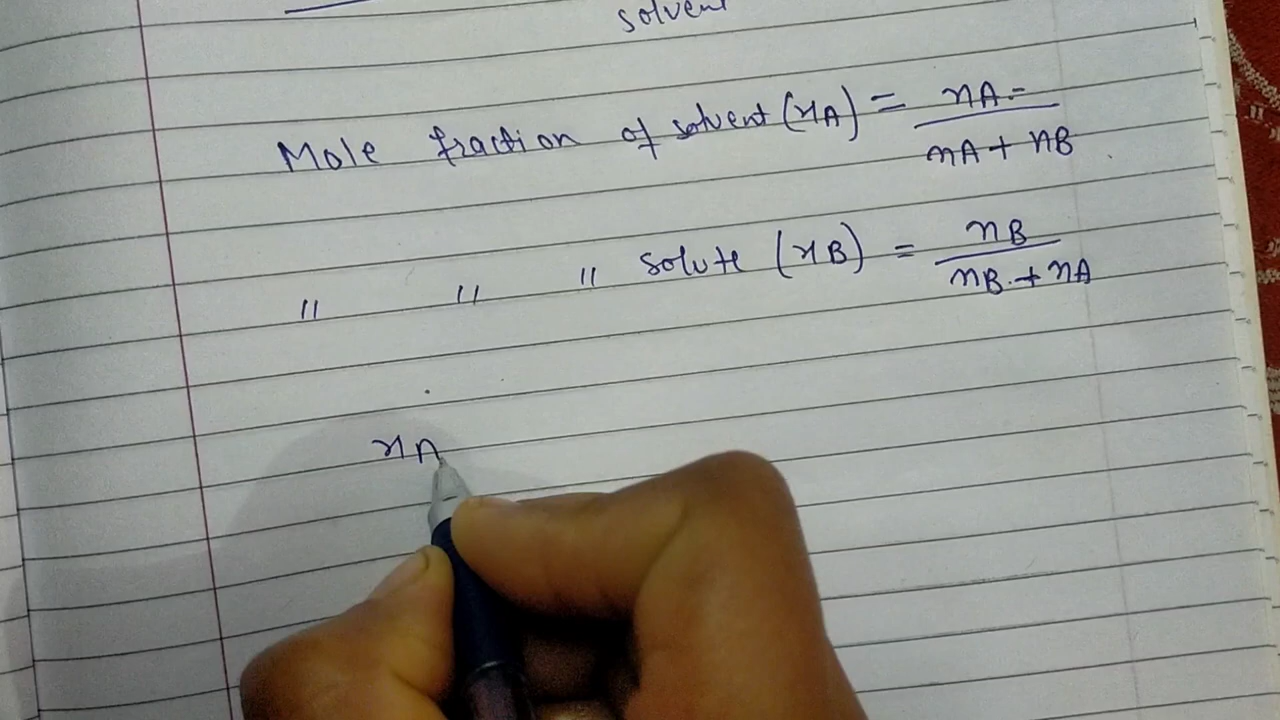 solvent
Mole fraction of solvent (xA) = nA / nA + nB
" " " solute (xB) = nB / nB + nA
xA